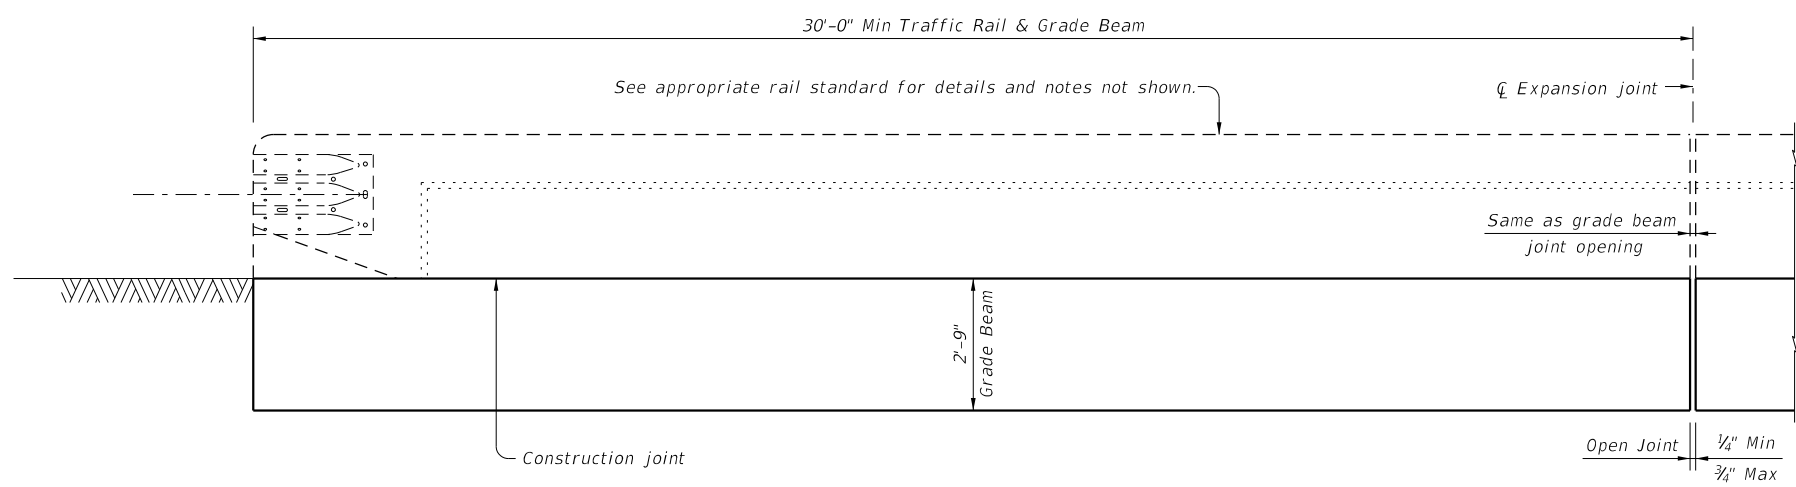 30'-0" Min Traffic Rail & Grade Beam
See appropriate rail standard for details and notes not shown.
℄ Expansion joint
Same as grade beam
joint opening
2'-9"
Grade Beam
Construction joint
Open Joint
1/4" Min
3/4" Max